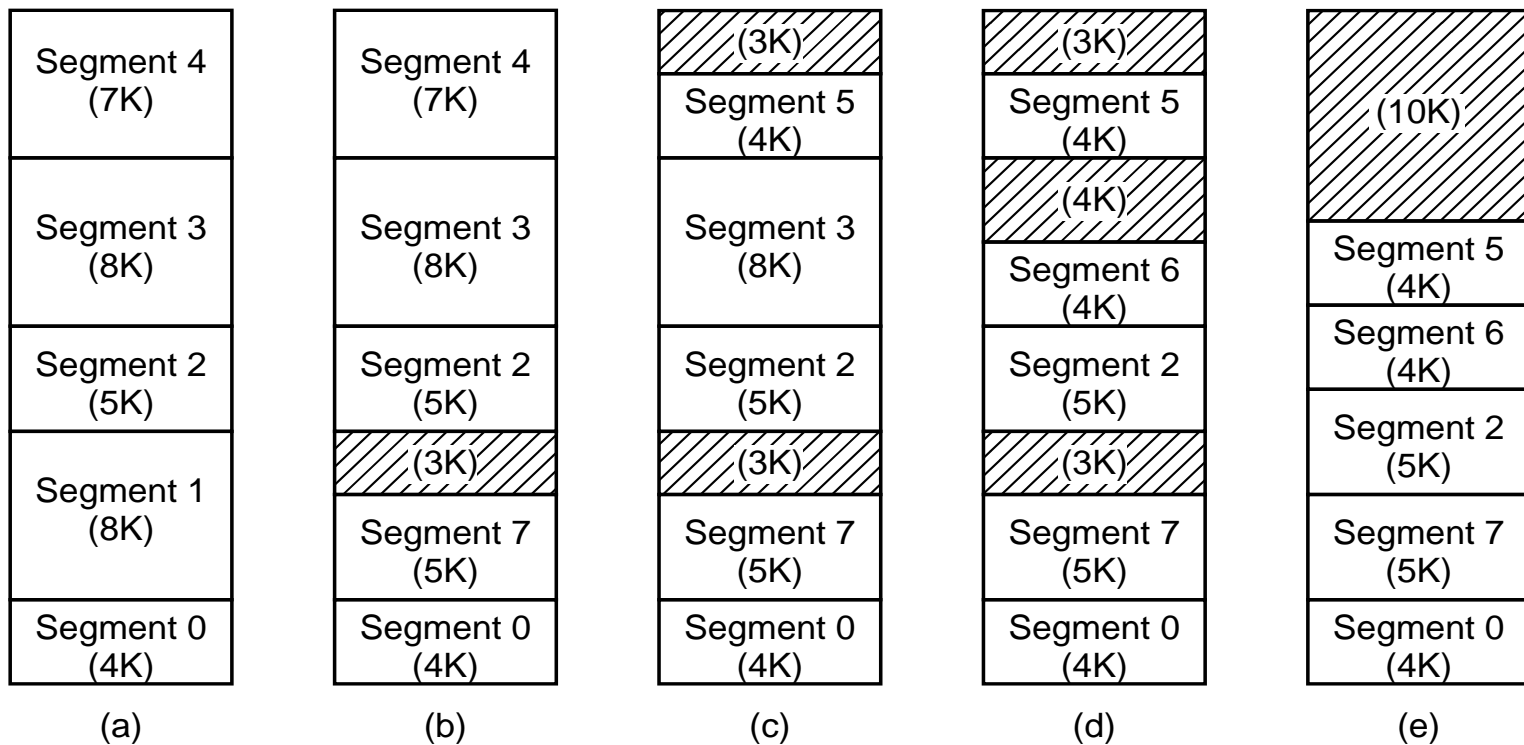 Segment 4
(7K)
Segment 3
(8K)
Segment 2
(5K)
Segment 1
(8K)
Segment 0
(4K)
(a)
Segment 4
(7K)
Segment 3
(8K)
Segment 2
(5K)
(3K)
Segment 7
(5K)
Segment 0
(4K)
(b)
(3K)
Segment 5
(4K)
Segment 3
(8K)
Segment 2
(5K)
(3K)
Segment 7
(5K)
Segment 0
(4K)
(c)
(3K)
Segment 5
(4K)
(4K)
Segment 6
(4K)
Segment 2
(5K)
(3K)
Segment 7
(5K)
Segment 0
(4K)
(d)
(10K)
Segment 5
(4K)
Segment 6
(4K)
Segment 2
(5K)
Segment 7
(5K)
Segment 0
(4K)
(e)